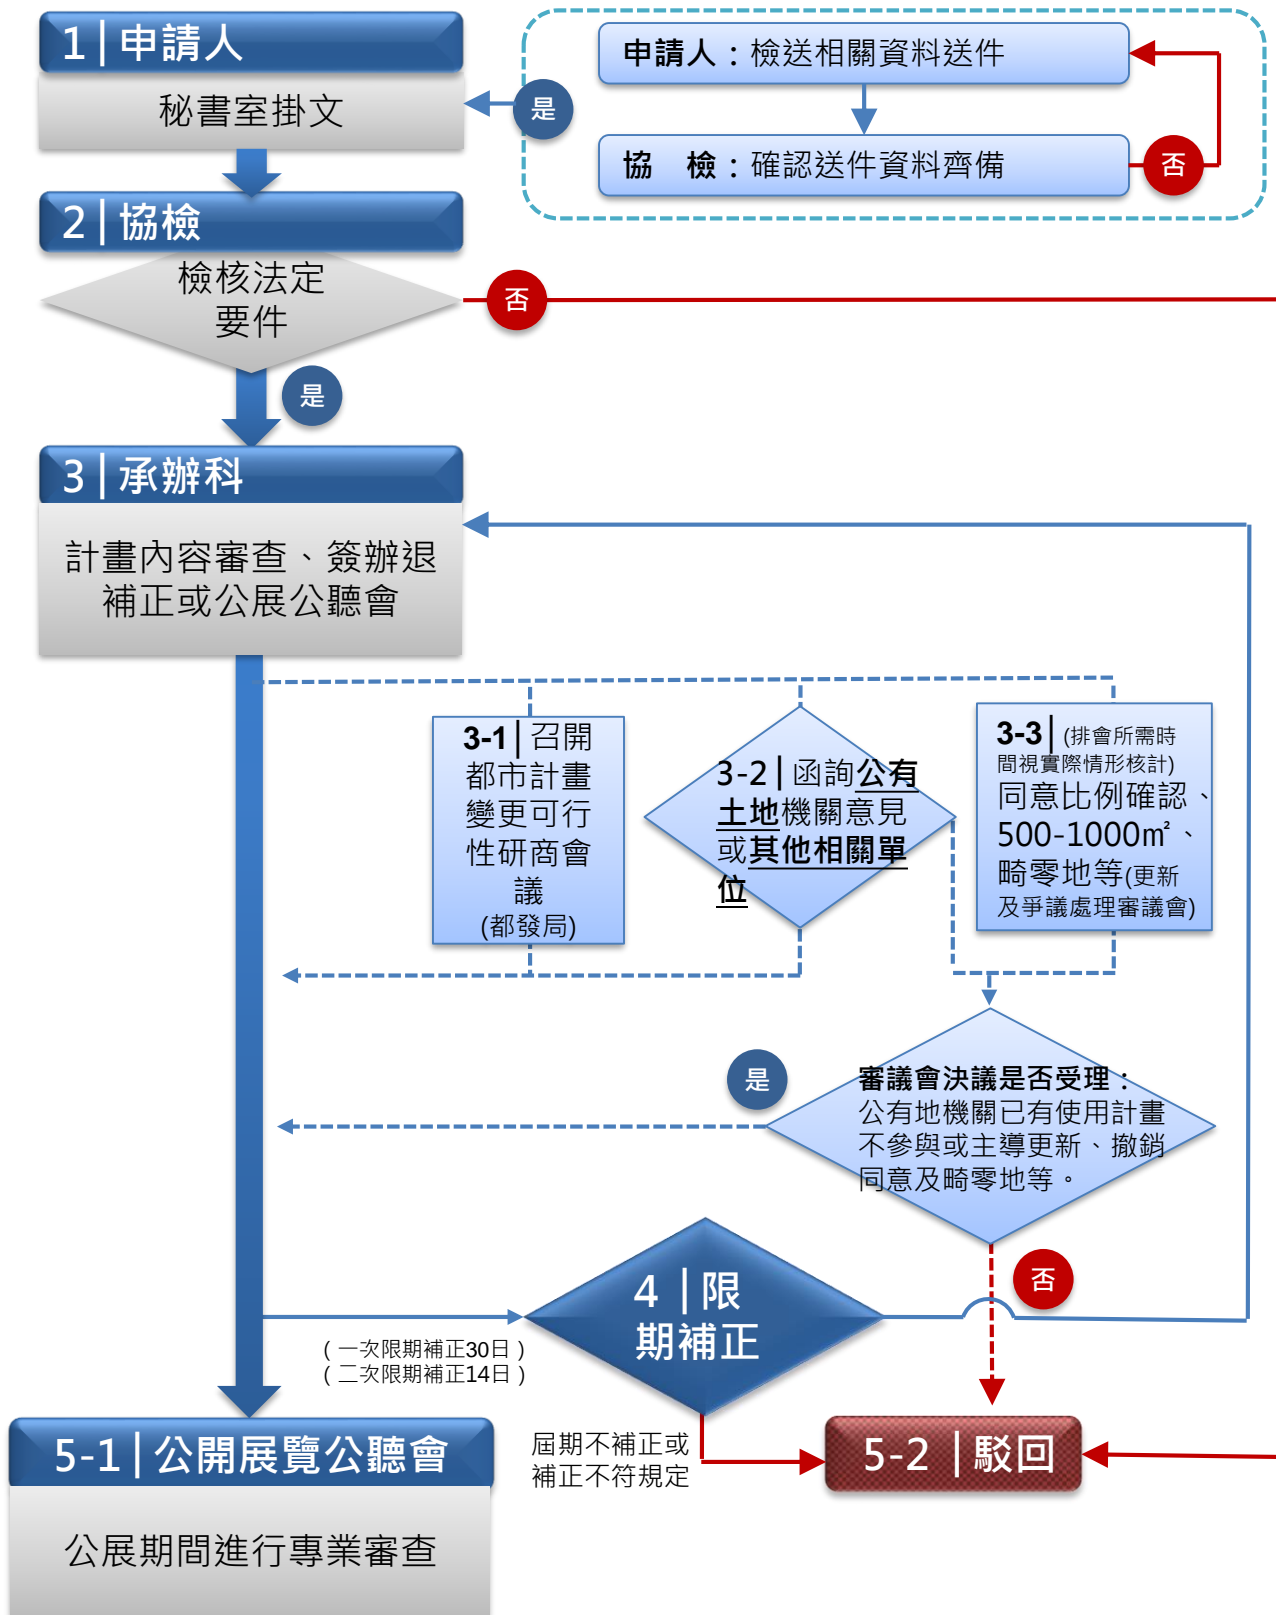 1│申請人
秘書室掛文
申請人：檢送相關資料送件
是
協　檢：確認送件資料齊備
否
2│協檢
檢核法定
要件
否
是
3│承辦科
計畫內容審查、簽辦退
補正或公展公聽會
3-1│召開
都市計畫
變更可行
性研商會
議
(都發局)
3-2│函詢公有
土地機關意見
或其他相關單
位
3-3│(排會所需時
間視實際情形核計)
同意比例確認、
500-1000㎡、
畸零地等(更新
及爭議處理審議會)
是
審議會決議是否受理：
公有地機關已有使用計畫
不參與或主導更新、撤銷
同意及畸零地等。
否
4│限
期補正
(一次限期補正30日)
(二次限期補正14日)
屆期不補正或
補正不符規定
5-1│公開展覽公聽會
公展期間進行專業審查
5-2│駁回